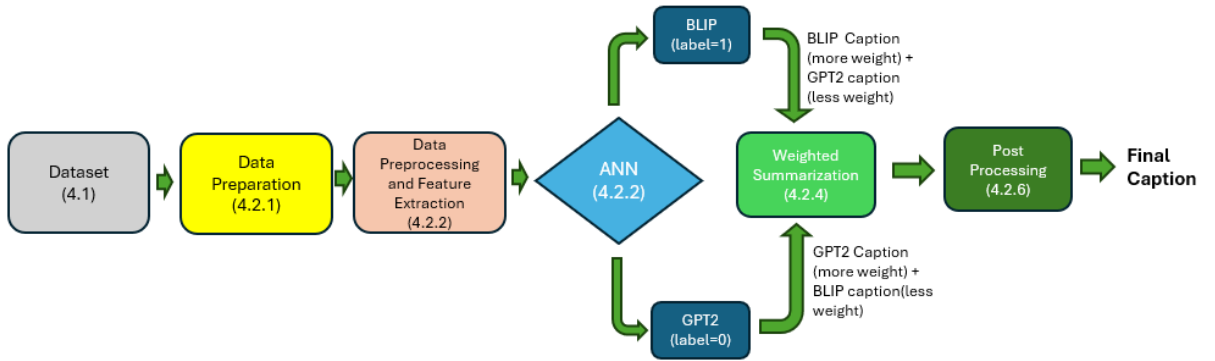 Dataset
(4.1)
Data
Preparation
(4.2.1)
Data
Preprocessing
and Feature
Extraction
(4.2.2)
ANN
(4.2.2)
BLIP
(label=1)
BLIP  Caption
(more weight) +
GPT2 caption
(less weight)
GPT2
(label=0)
GPT2 Caption
(more weight) +
BLIP caption(less
weight)
Weighted
Summarization
(4.2.4)
Post
Processing
(4.2.6)
Final
Caption